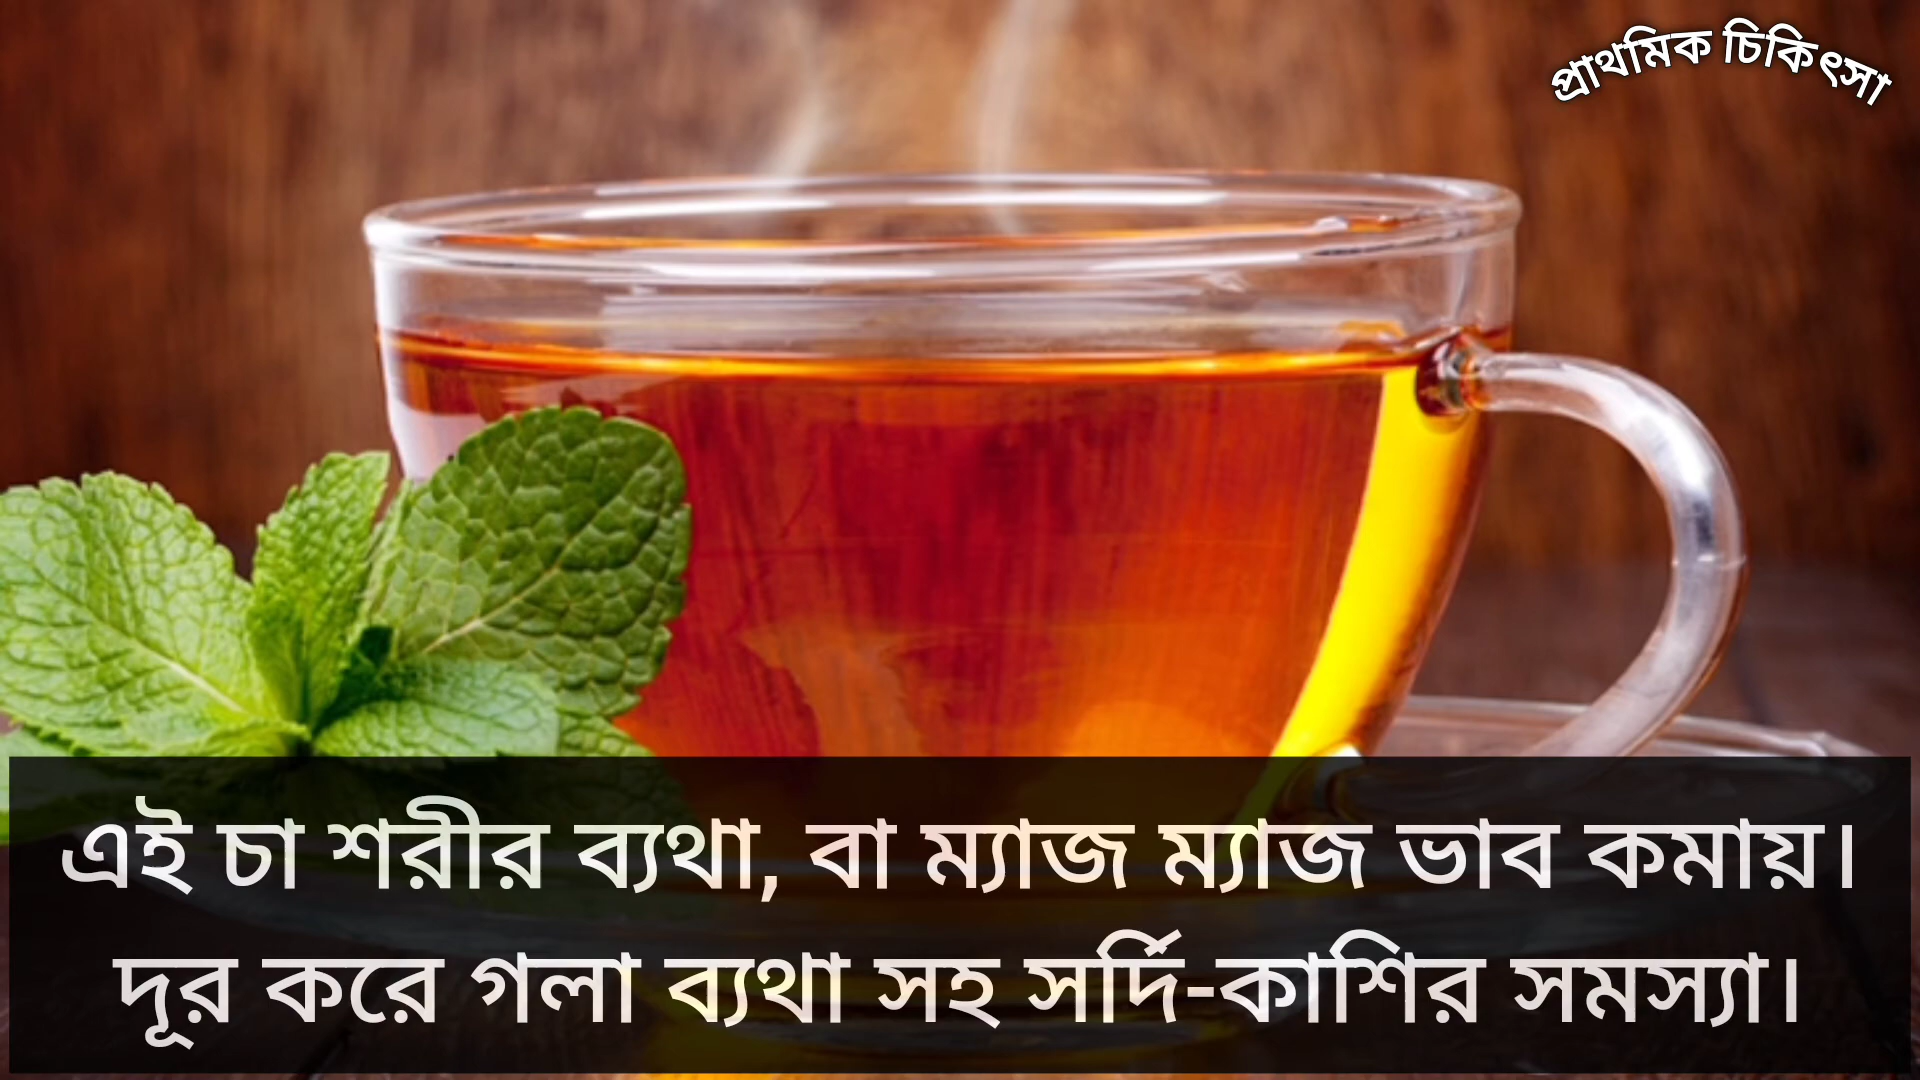 প্রাথমিক চিকিৎসা
এই চা শরীর ব্যথা, বা ম্যাজ ম্যাজ ভাব কমায়।
দূর করে গলা ব্যথা সহ সর্দি-কাশির সমস্যা।